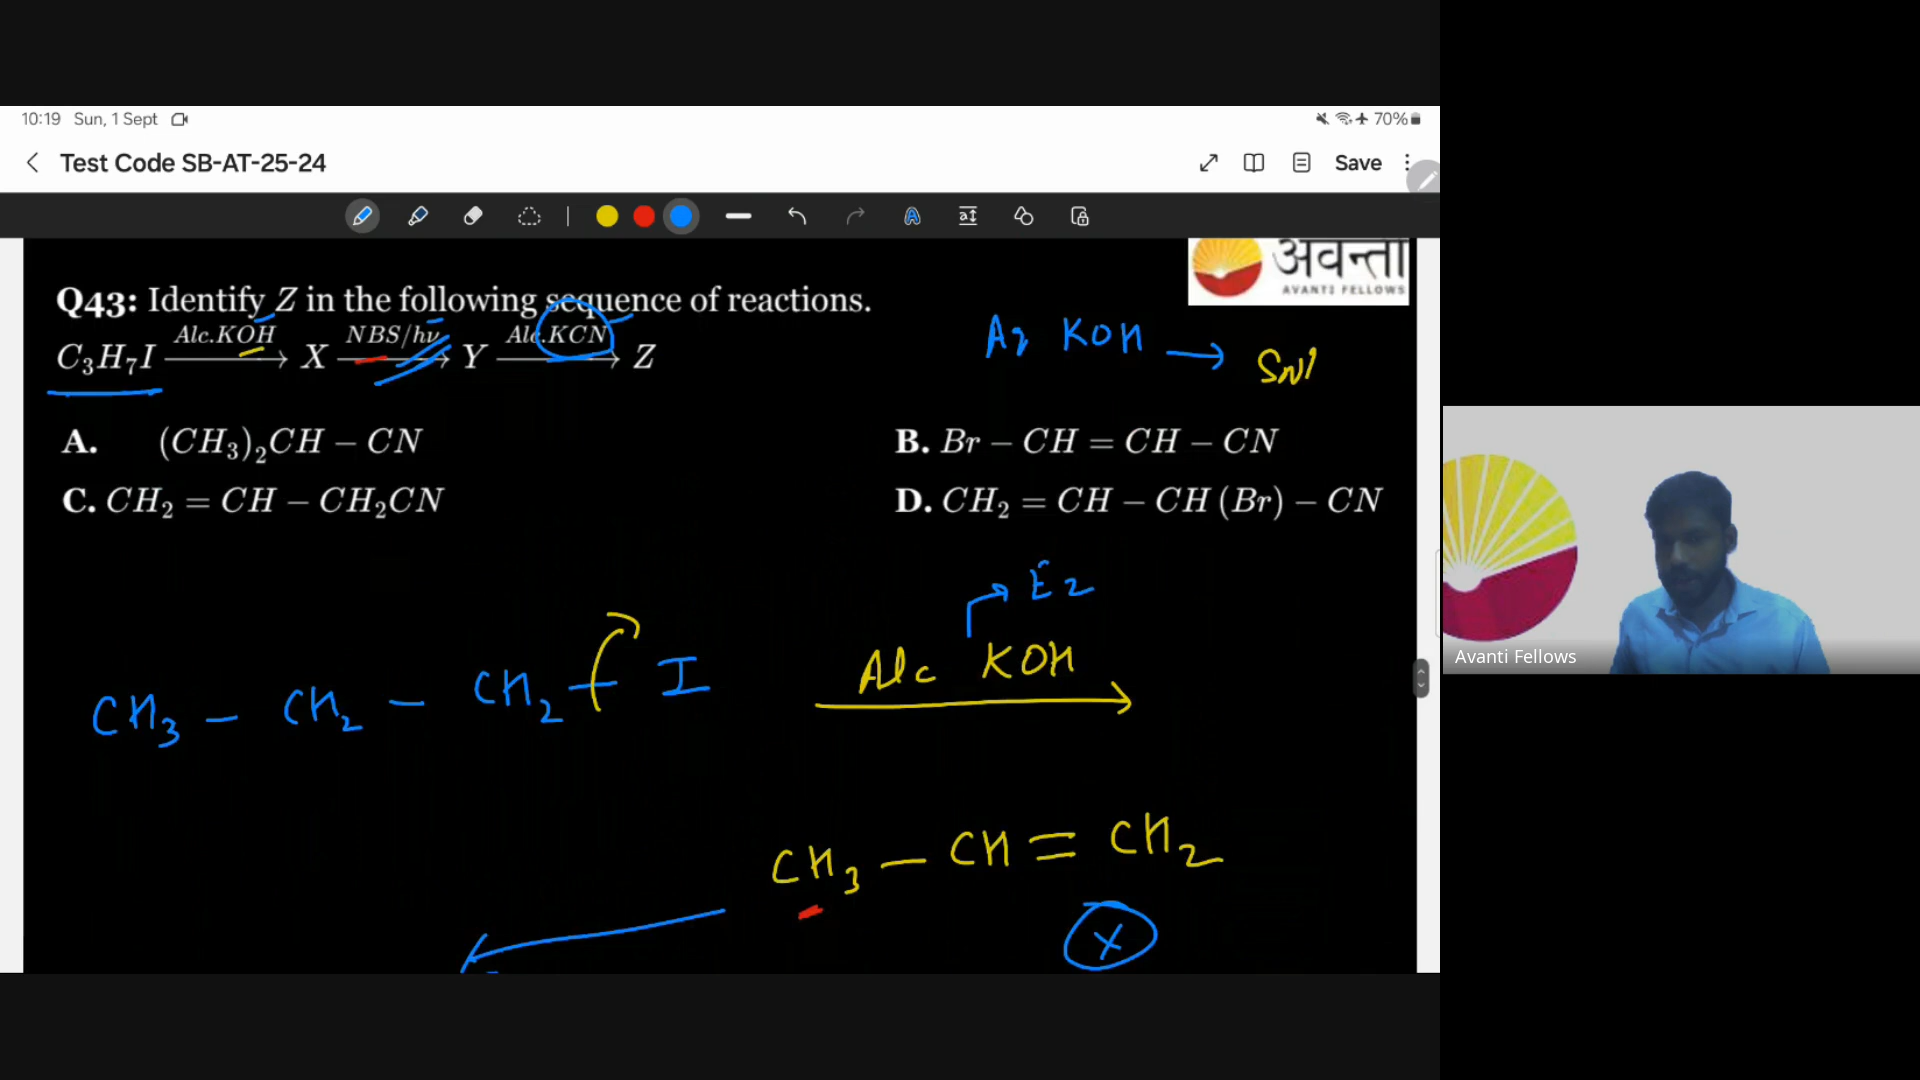 10:19 Sun, 1 Sept 70%
Test Code SB-AT-25-24 Save
अवन्ती
AVANTI FELLOWS
Q43: Identify Z in the following sequence of reactions.
C₃H₇I —Alc.KOH→ X —NBS/hν→ Y —Alc.KCN→ Z
Aq KOH → SN1
A. (CH₃)₂CH – CN B. Br – CH = CH – CN
C. CH₂ = CH – CH₂CN D. CH₂ = CH – CH (Br) – CN
E2
CH₃ – CH₂ – CH₂ – I Alc KOH →
CH₃ – CH = CH₂
X
Avanti Fellows